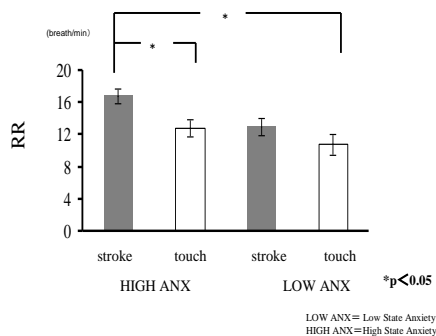 *
(breath/min)
*
20
16
12
8
4
0
RR
stroke touch stroke touch
HIGH ANX LOW ANX
*p＜0.05
LOW ANX＝ Low State Anxiety
HIGH ANX＝High State Anxiety